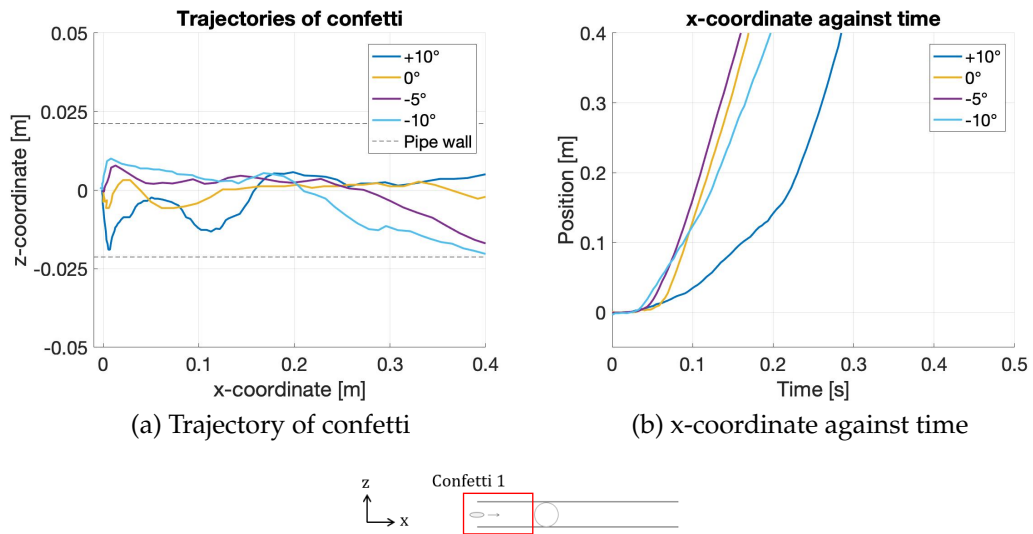 Trajectories of confetti
0.05
0.025
0
-0.025
-0.05
z-coordinate [m]
0
0.1
0.2
0.3
0.4
x-coordinate [m]
+10°
0°
-5°
-10°
Pipe wall
(a) Trajectory of confetti
x-coordinate against time
0.4
0.3
0.2
0.1
0
Position [m]
0
0.1
0.2
0.3
0.4
0.5
Time [s]
+10°
0°
-5°
-10°
(b) x-coordinate against time
z
x
Confetti 1